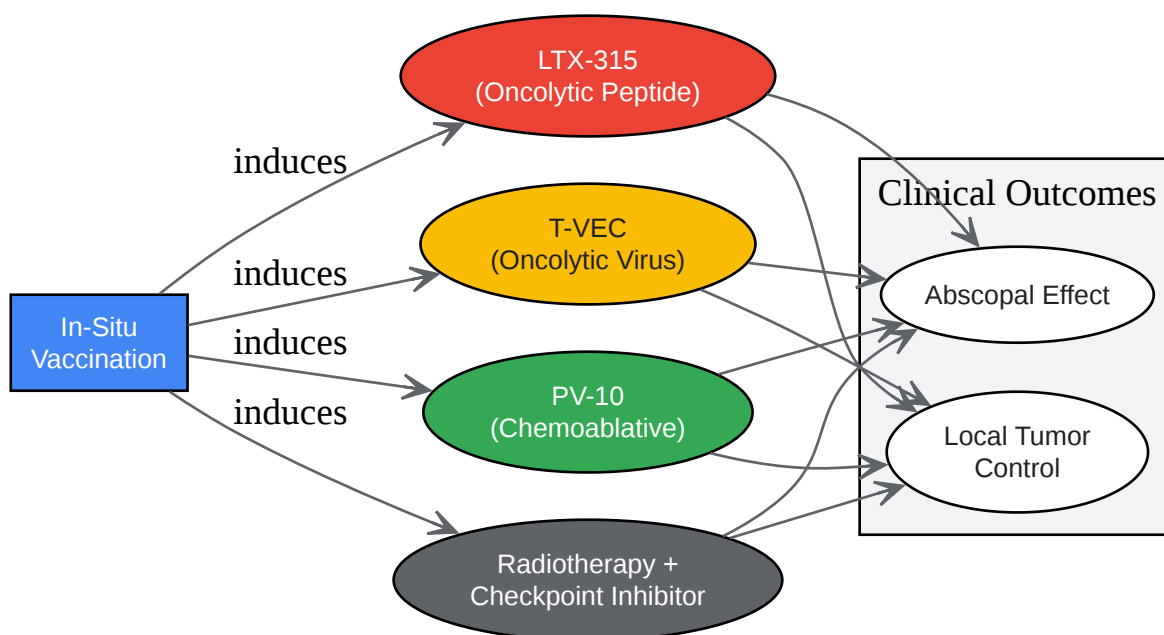 In-Situ
Vaccination
induces
induces
induces
induces
LTX-315
(Oncolytic Peptide)
T-VEC
(Oncolytic Virus)
PV-10
(Chemoablative)
Radiotherapy +
Checkpoint Inhibitor
Clinical Outcomes
Abscopal Effect
Local Tumor
Control